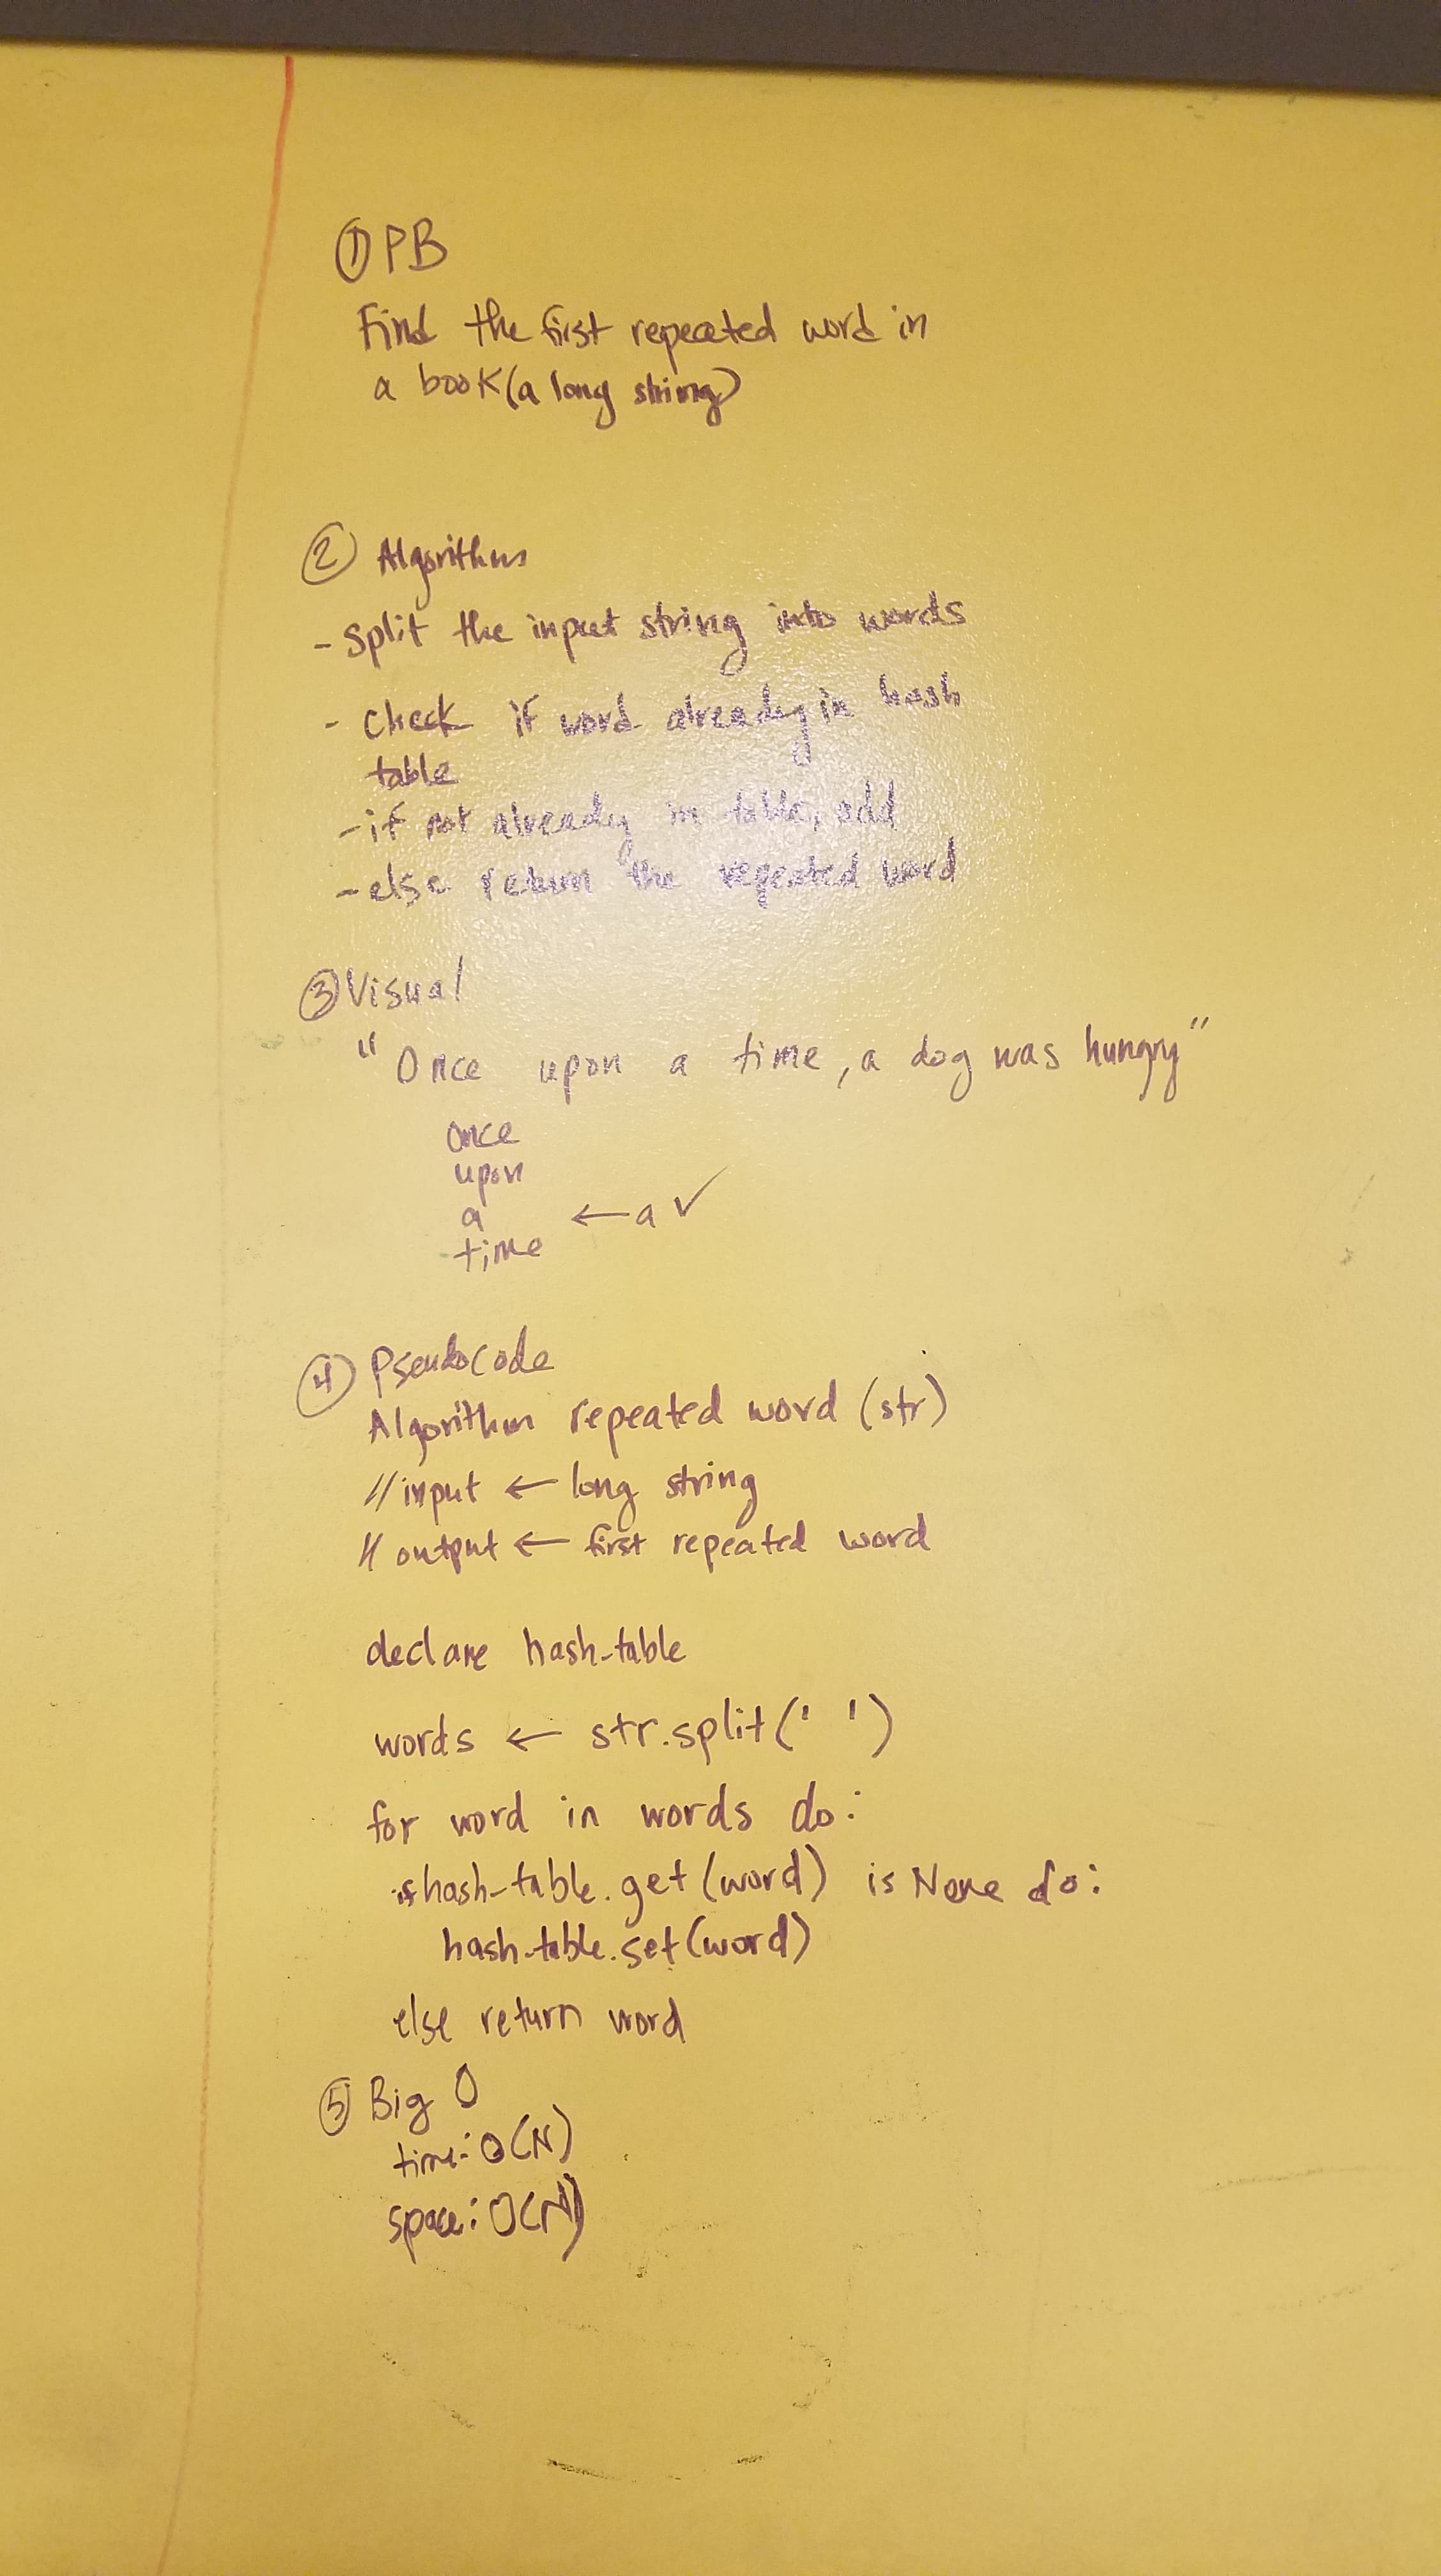 ① PB
Find the first repeated word in
a book (a long string)
② Algorithm
- Split the input string into words
- Check if word already in hash
table
- if not already in table, add
- else return the repeated word
③ Visual
"Once upon a time, a dog was hungry"
once
upon
a ← a ✓
time
④ Pseudocode
Algorithm repeated word (str)
// input ← long string
// output ← first repeated word
declare hash-table
words ← str.split(' ')
for word in words do:
if hash-table.get(word) is None do:
hash-table.set(word)
else return word
⑤ Big O
time: O(N)
space: O(N)